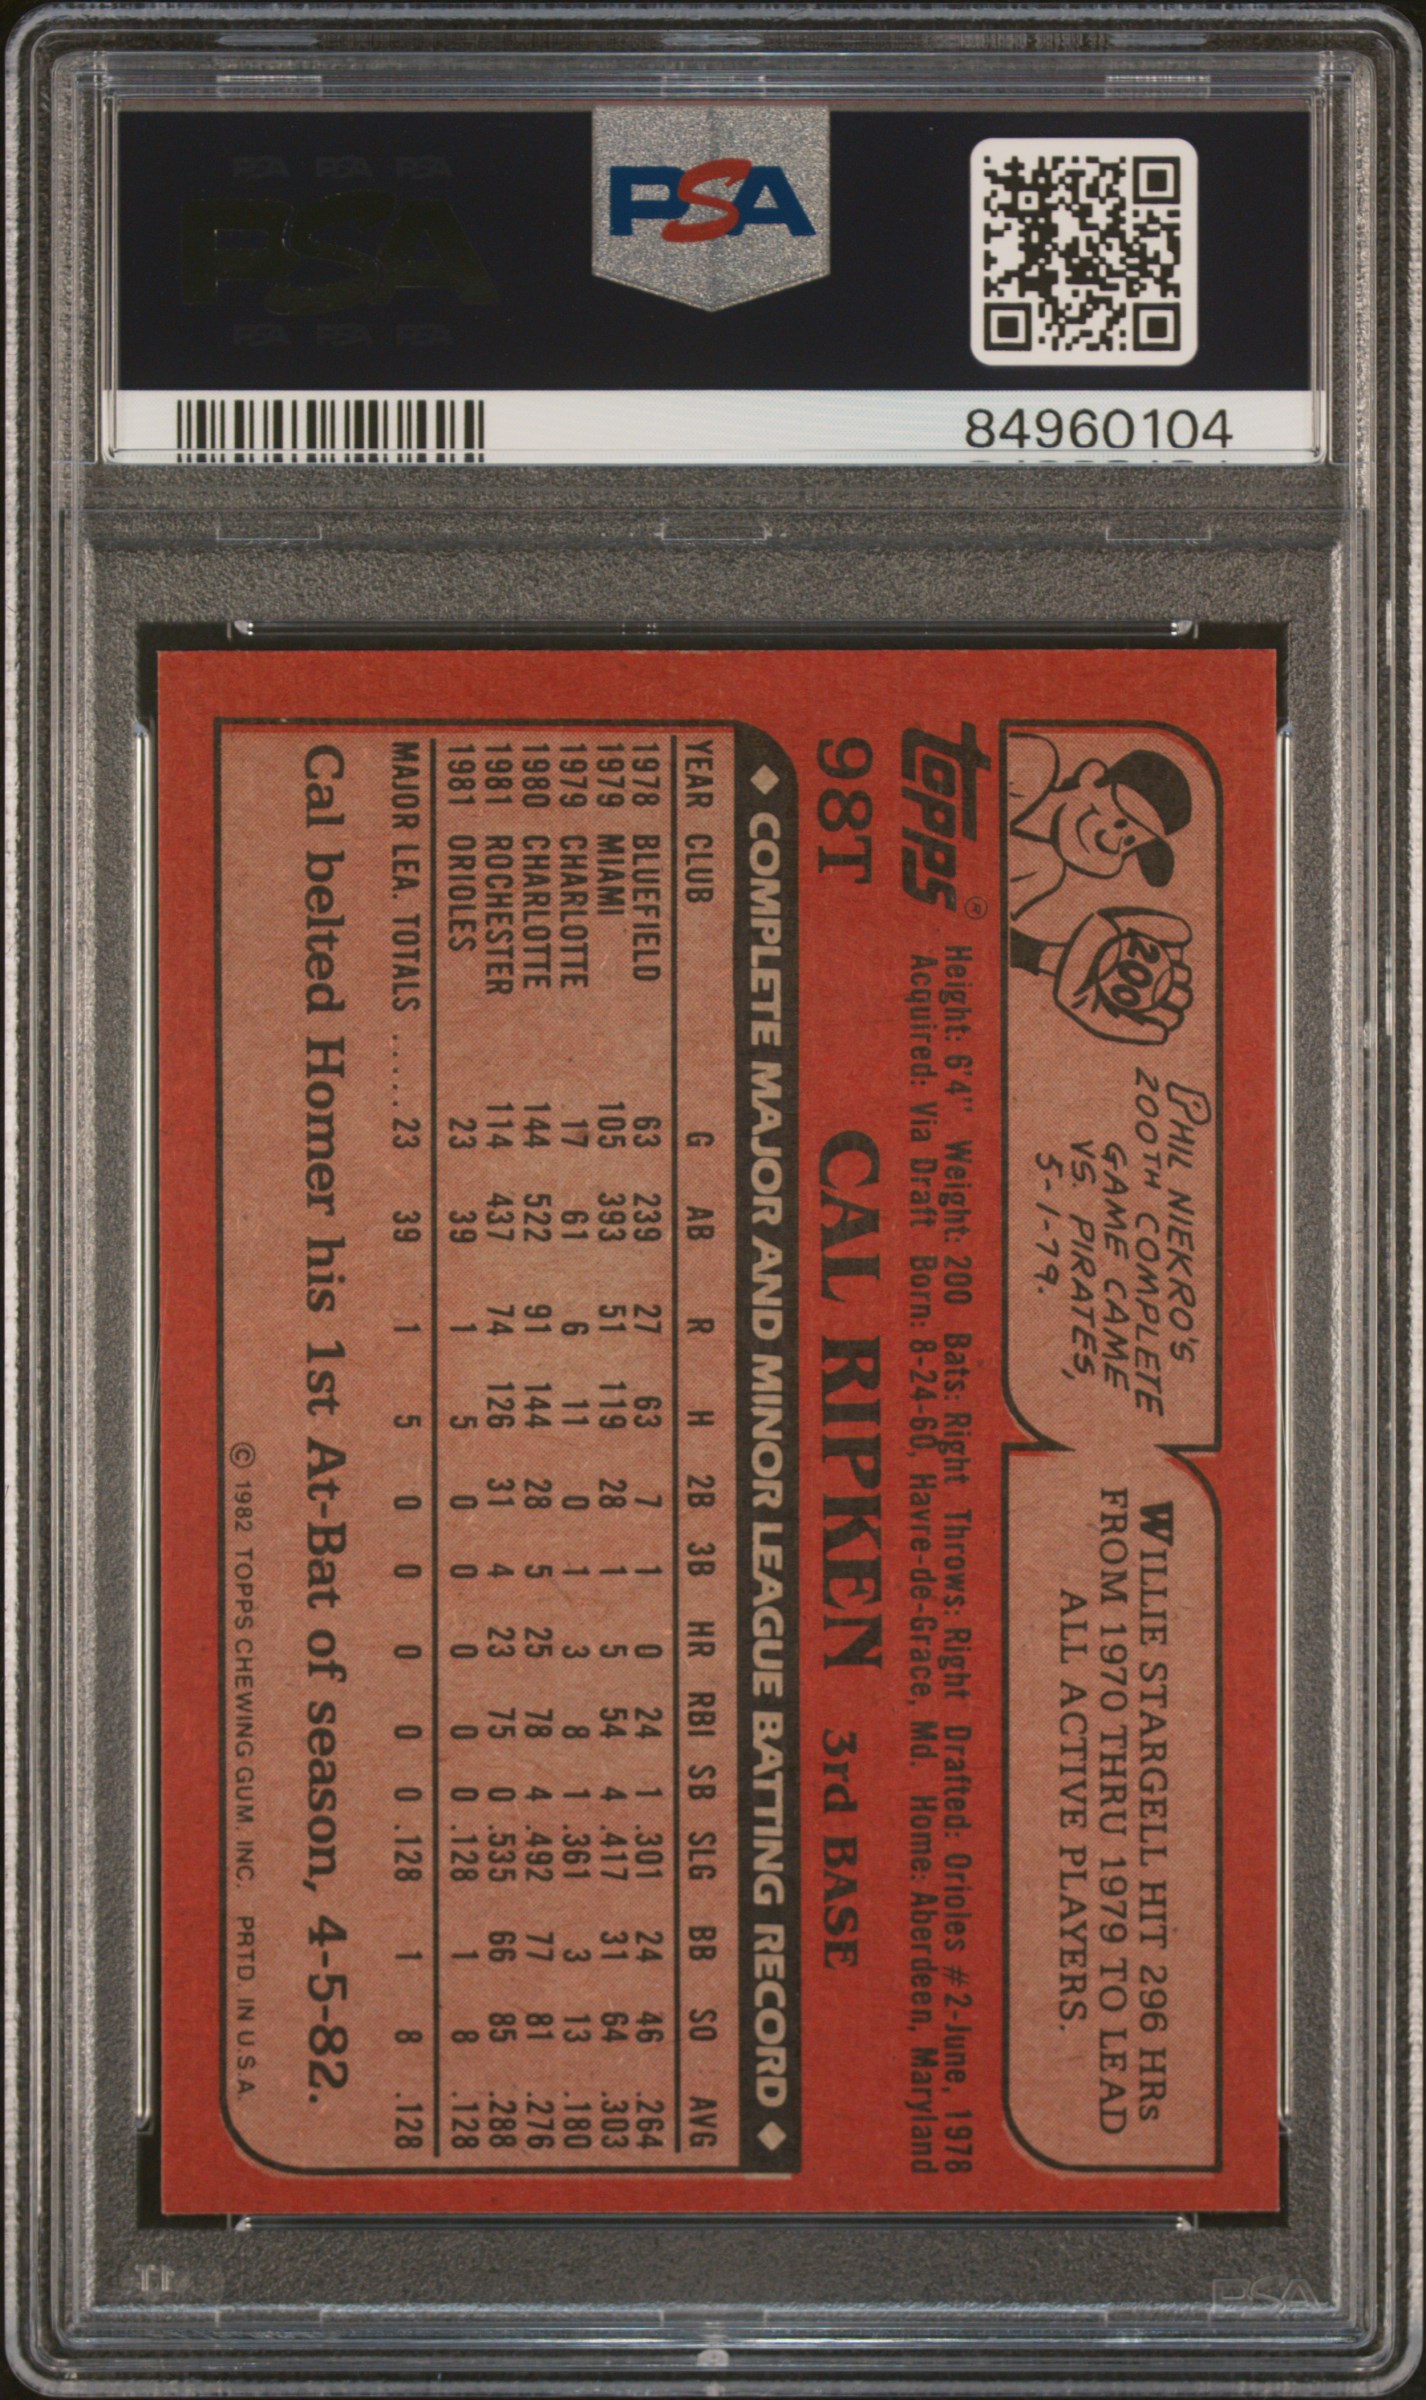 PSA PSA PSA
PSA
PSA PSA PSA
PSA
84960104
PHIL NIEKRO'S
200TH COMPLETE
GAME CAME
VS. PIRATES,
5-1-79.
200
WILLIE STARGELL HIT 296 HRs
FROM 1970 THRU 1979 TO LEAD
ALL ACTIVE PLAYERS.
topps®
Height: 6'4" Weight: 200 Bats: Right Throws: Right Drafted: Orioles #2-June, 1978
Acquired: Via Draft Born: 8-24-60, Havre-de-Grace, Md. Home: Aberdeen, Maryland
98T CAL RIPKEN 3rd BASE
◆ COMPLETE MAJOR AND MINOR LEAGUE BATTING RECORD ◆
YEAR CLUB G AB R H 2B 3B HR RBI SB SLG BB SO AVG
1978 BLUEFIELD 63 239 27 63 7 1 0 24 1 .301 24 46 .264
1979 MIAMI 105 393 51 119 28 1 5 54 4 .417 31 64 .303
1979 CHARLOTTE 17 61 6 11 0 1 3 8 1 .361 3 13 .180
1980 CHARLOTTE 144 522 91 144 28 5 25 78 4 .492 77 81 .276
1981 ROCHESTER 114 437 74 126 31 4 23 75 0 .535 66 85 .288
1981 ORIOLES 23 39 1 5 0 0 0 0 0 .128 1 8 .128
MAJOR LEA. TOTALS ..... 23 39 1 5 0 0 0 0 0 .128 1 8 .128
Cal belted Homer his 1st At-Bat of season, 4-5-82.
© 1982 TOPPS CHEWING GUM, INC. PRTD. IN U.S.A.
PSA